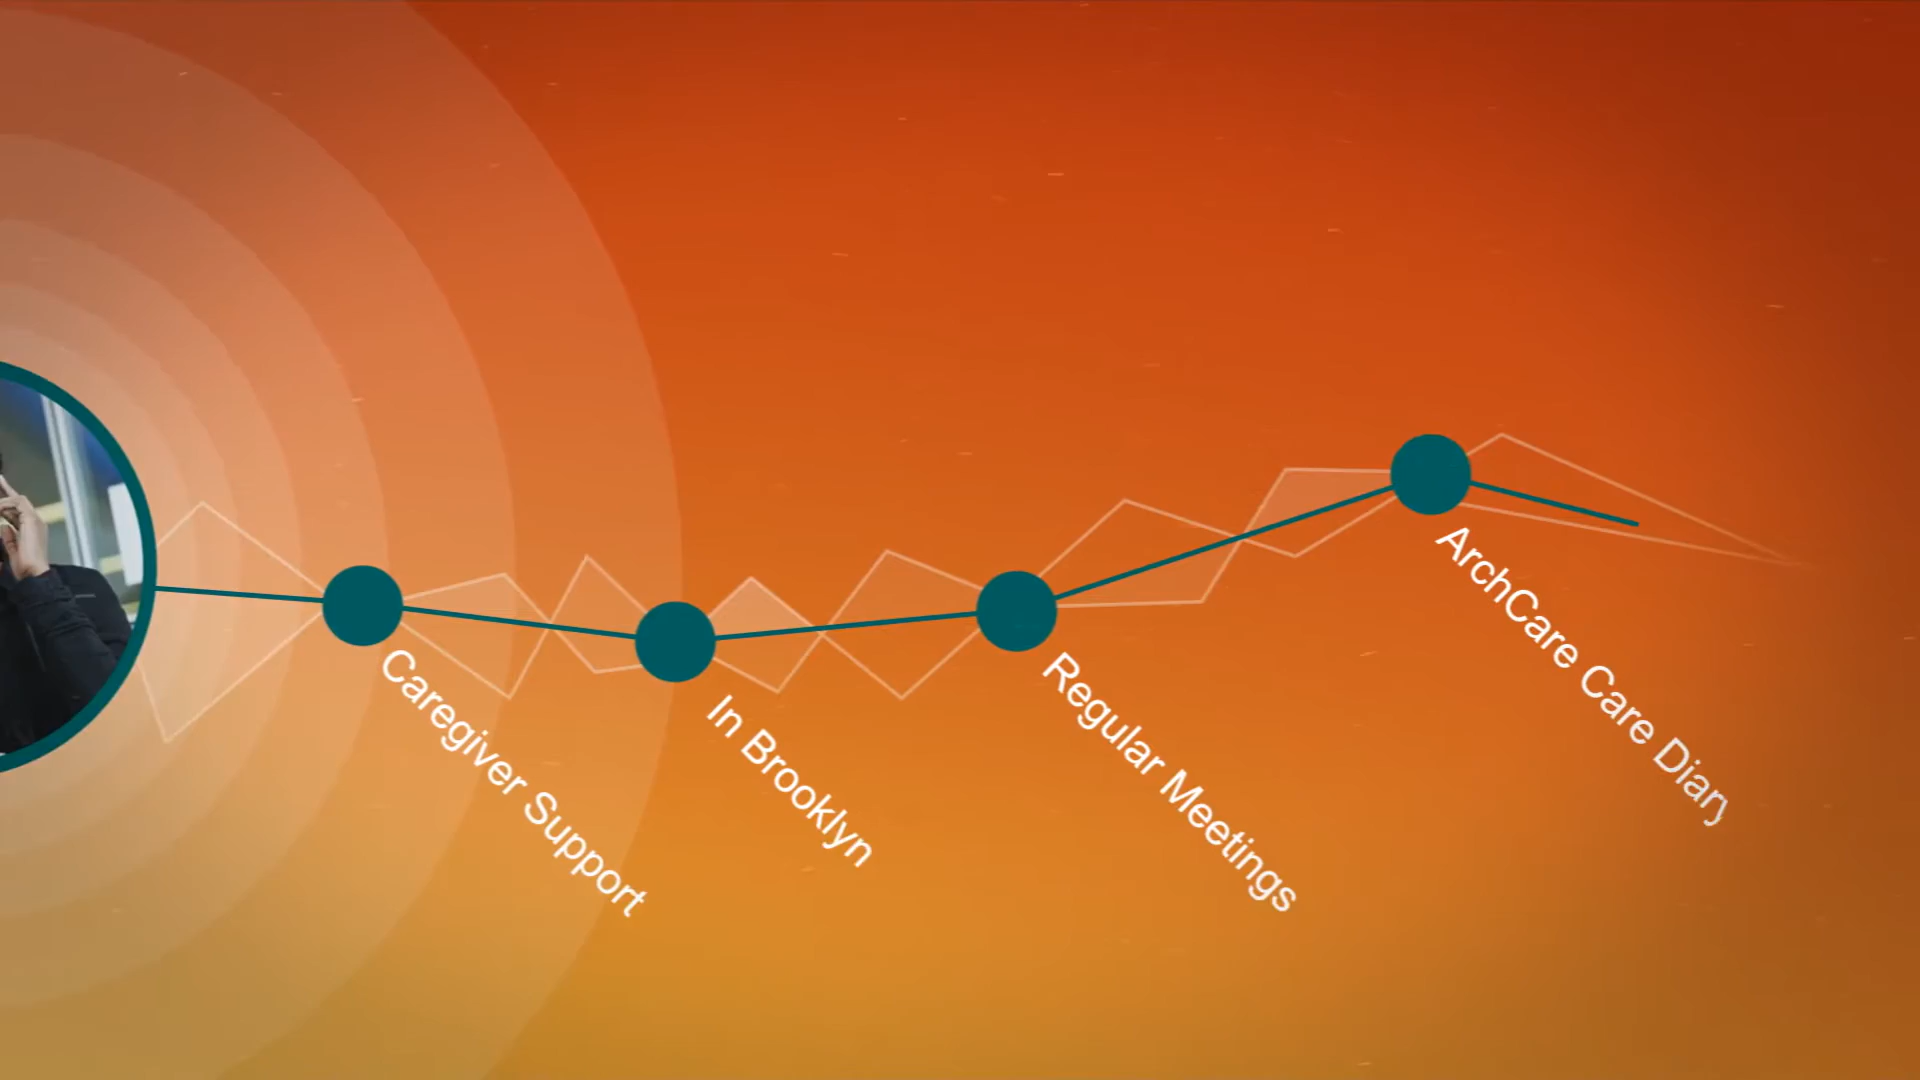 Caregiver Support
In Brooklyn
Regular Meetings
ArchCare Care Diary